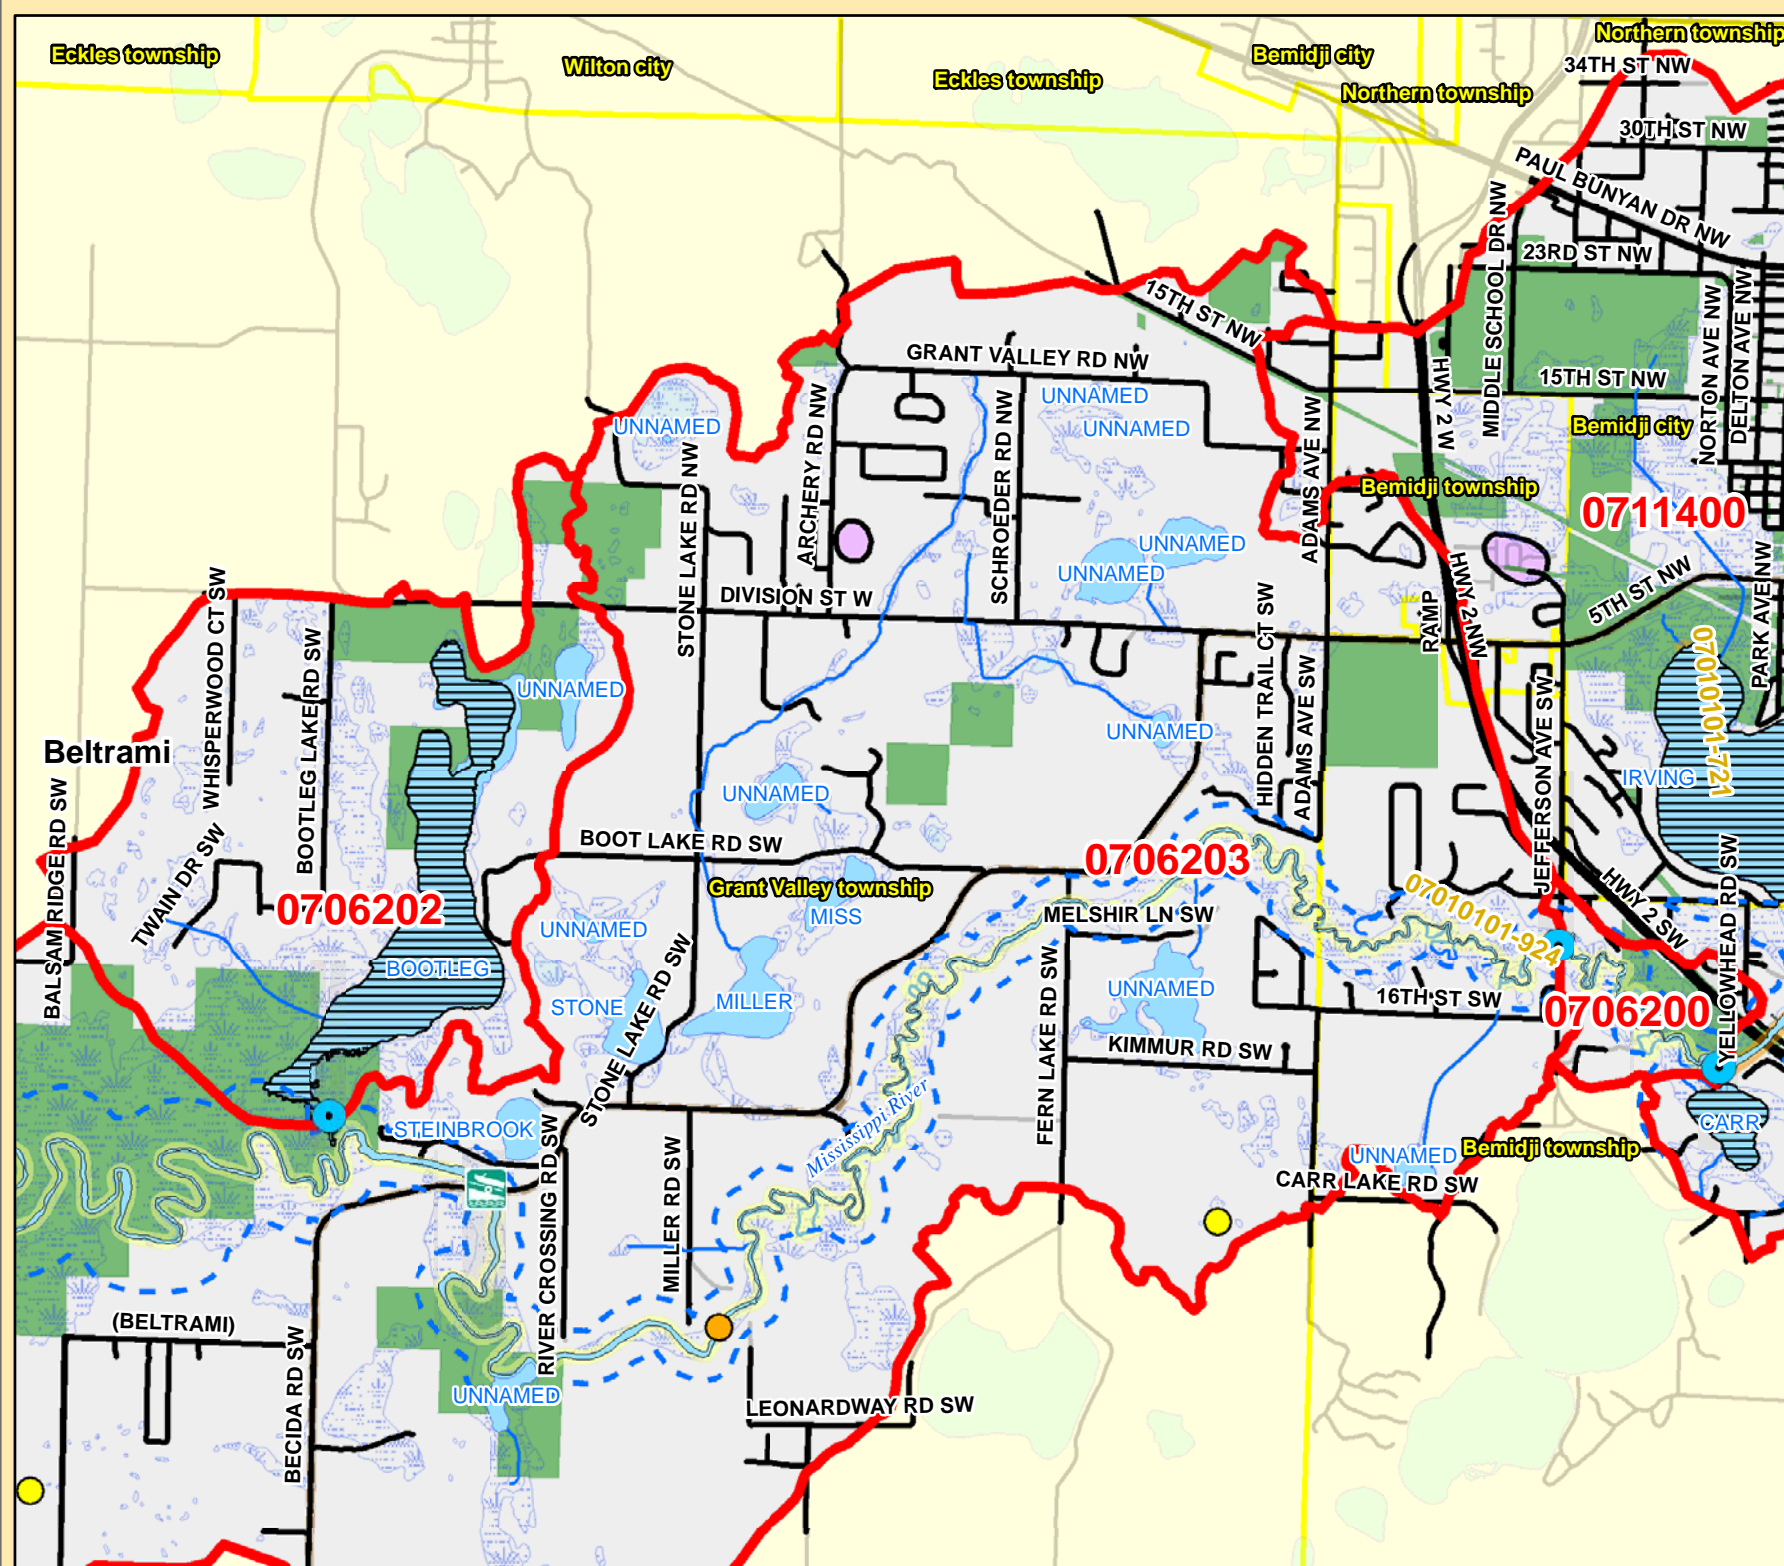 Eckles township
Wilton city
Eckles township
Bemidji city
Northern township
Northern township
34TH ST NW
30TH ST NW
PAUL BUNYAN DR NW
23RD ST NW
MIDDLE SCHOOL DR NW
NORTON AVE NW
DELTON AVE NW
15TH ST NW
15TH ST NW
HWY 2 W
GRANT VALLEY RD NW
UNNAMED
UNNAMED
UNNAMED
ARCHERY RD NW
SCHROEDER RD NW
ADAMS AVE NW
STONE LAKE RD NW
Bemidji city
Bemidji township
0711400
UNNAMED
UNNAMED
HWY 2 NW
5TH ST NW
PARK AVE NW
DIVISION ST W
RAMP
WHISPERWOOD CT SW
BOOTLEG LAKE RD SW
HIDDEN TRAIL CT SW
ADAMS AVE SW
UNNAMED
UNNAMED
07010101-721
Beltrami
IRVING
JEFFERSON AVE SW
BALSAM RIDGE RD SW
TWAIN DR SW
UNNAMED
BOOT LAKE RD SW
0706203
Grant Valley township
HWY 2 SW
YELLOWHEAD RD SW
0706202
MISS
MELSHIR LN SW
07010101-924
UNNAMED
BOOTLEG
STONE
STONE LAKE RD SW
MILLER
FERN LAKE RD SW
UNNAMED
16TH ST SW
0706200
KIMMUR RD SW
STEINBROOK
STONE LAKE RD SW
Mississippi River
CARR
Bemidji township
UNNAMED
CARR LAKE RD SW
RIVER CROSSING RD SW
MILLER RD SW
(BELTRAMI)
BECIDA RD SW
UNNAMED
LEONARDWAY RD SW